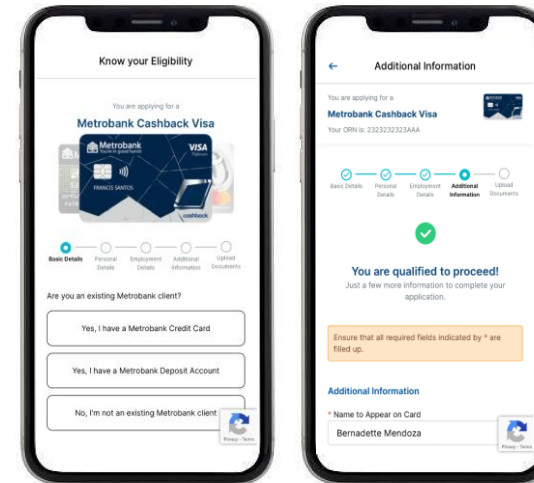 Know your Eligibility
You are applying for a
Metrobank Cashback Visa
Metrobank
You're in good hands
VISA
Platinum
FRANCIS SANTOS
cashback
Basic Details
Personal Details
Employment Details
Additional Information
Upload Documents
Are you an existing Metrobank client?
Yes, I have a Metrobank Credit Card
Yes, I have a Metrobank Deposit Account
No, I'm not an existing Metrobank client
Privacy - Terms
Additional Information
You are applying for a
Metrobank Cashback Visa
Your ORN is: 2323232323AAA
Basic Details
Personal Details
Employment Details
Additional Information
Upload Documents
You are qualified to proceed!
Just a few more information to complete your
application.
Ensure that all required fields indicated by * are
filled up.
Additional Information
* Name to Appear on Card
Bernadette Mendoza
Privacy - Terms